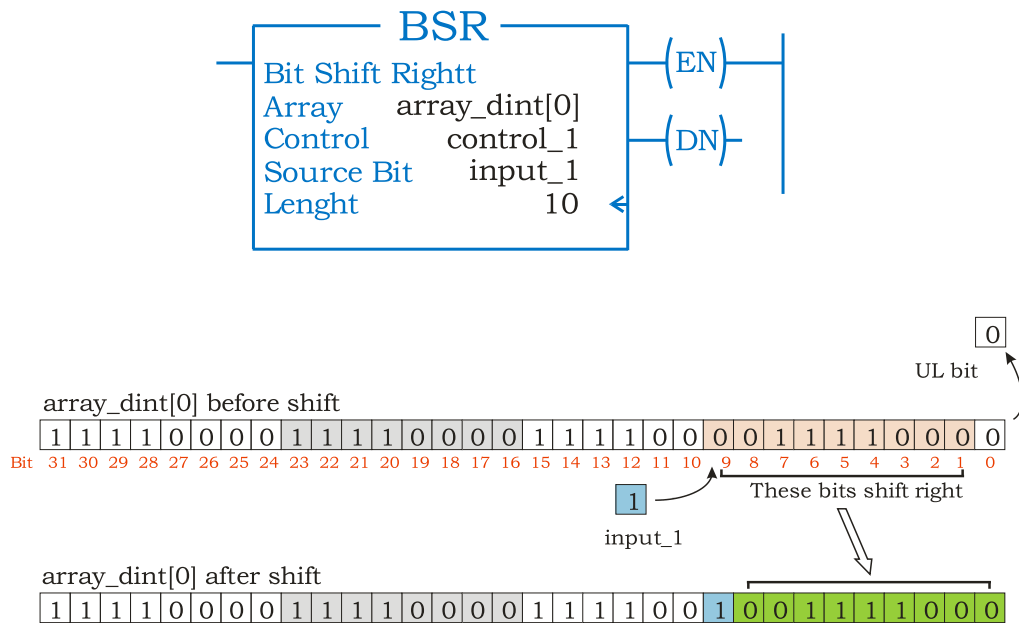 BSR
Bit Shift Rightt
Array array_dint[0]
Control control_1
Source Bit input_1
Lenght 10
(EN)
(DN)
0
UL bit
array_dint[0] before shift
1 1 1 1 0 0 0 0 1 1 1 1 0 0 0 0 1 1 1 1 0 0 0 0 1 1 1 1 0 0 0 0
Bit 31 30 29 28 27 26 25 24 23 22 21 20 19 18 17 16 15 14 13 12 11 10 9 8 7 6 5 4 3 2 1 0
These bits shift right
1
input_1
array_dint[0] after shift
1 1 1 1 0 0 0 0 1 1 1 1 0 0 0 0 1 1 1 1 0 0 1 0 0 1 1 1 1 0 0 0